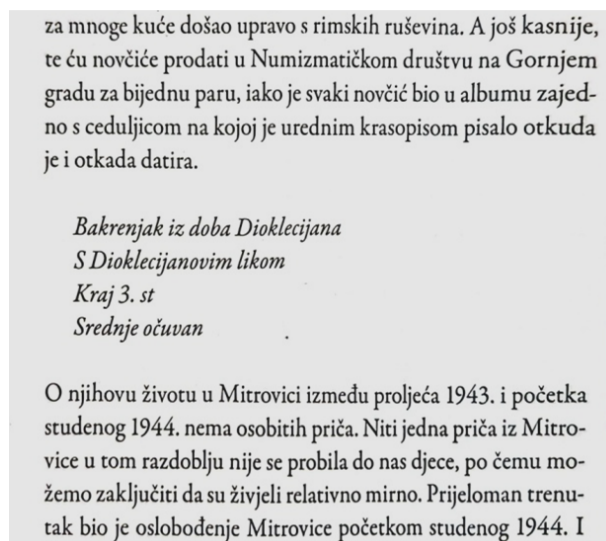 za mnoge kuće došao upravo s rimskih ruševina. A još kasnije,
te ću novčiće prodati u Numizmatičkom društvu na Gornjem
gradu za bijednu paru, iako je svaki novčić bio u albumu zajed-
no s ceduljicom na kojoj je urednim krasopisom pisalo otkuda
je i otkada datira.
Bakrenjak iz doba Dioklecijana
S Dioklecijanovim likom
Kraj 3. st
Srednje očuvan
O njihovu životu u Mitrovici između proljeća 1943. i početka
studenog 1944. nema osobitih priča. Niti jedna priča iz Mitro-
vice u tom razdoblju nije se probila do nas djece, po čemu mo-
žemo zaključiti da su živjeli relativno mirno. Prijeloman trenu-
tak bio je oslobođenje Mitrovice početkom studenog 1944. I